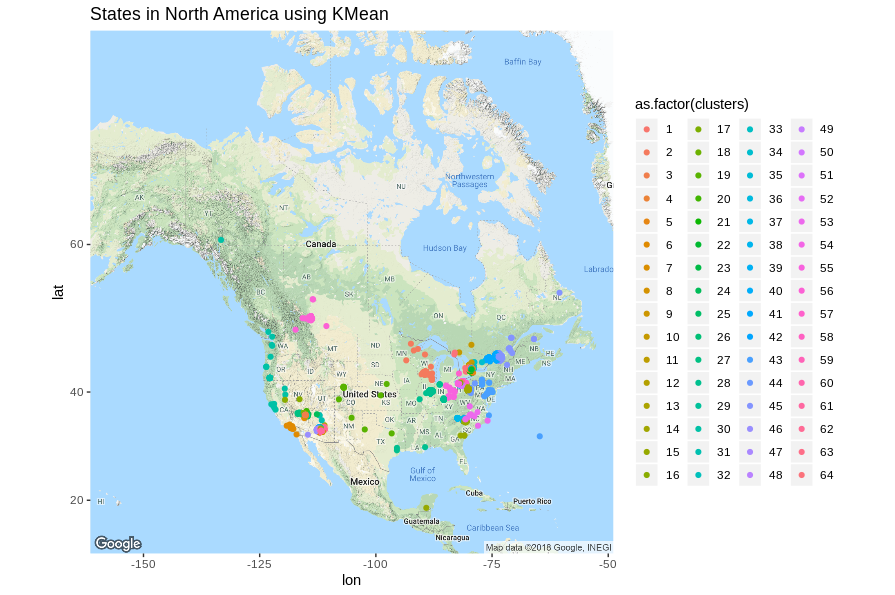 States in North America using KMean
Baffin Bay
Northwestern
Passages
G
AK
YT
NT
NU
Canada
Hudson Bay
Labrado
BC
AB
SK
MB
ON
QC
NL
NB
PE
NS
WA
MT
ND
MN
OR
ID
WY
SD
WI
MI
NY
ME
NH
MA
NV
UT
CO
NE
IA
IL
IN
PA
DE
United States
CA
KS
MO
KY
WV
VA
NM
AR
TN
NC
SC
TX
LA
MS
AL
GA
FL
Gulf of
Mexico
Mexico
Cuba
Puerto Rico
HI
Guatemala
Caribbean Sea
Nicaragua
Google
Map data ©2018 Google, INEGI
lat
60
40
20
-150
-125
-100
-75
-50
lon
as.factor(clusters)
1 17 33 49
2 18 34 50
3 19 35 51
4 20 36 52
5 21 37 53
6 22 38 54
7 23 39 55
8 24 40 56
9 25 41 57
10 26 42 58
11 27 43 59
12 28 44 60
13 29 45 61
14 30 46 62
15 31 47 63
16 32 48 64